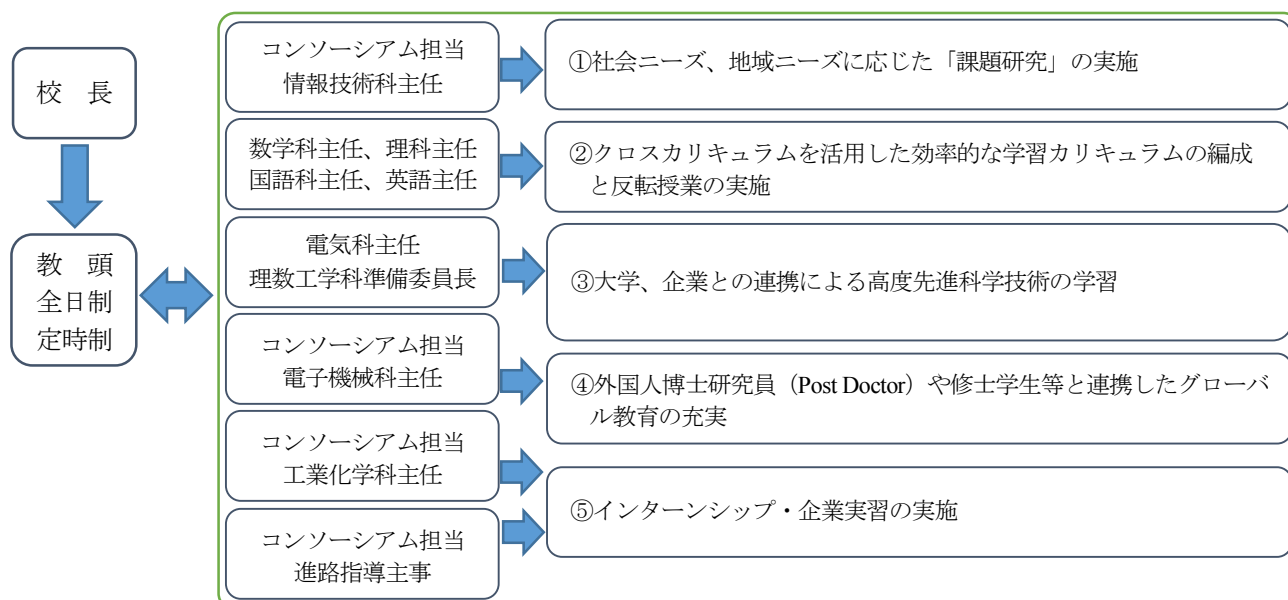 校　長
教　頭
全日制
定時制
コンソーシアム担当
情報技術科主任
①社会ニーズ、地域ニーズに応じた「課題研究」の実施
数学科主任、理科主任
国語科主任、英語主任
②クロスカリキュラムを活用した効率的な学習カリキュラムの編成
と反転授業の実施
電気科主任
理数工学科準備委員長
③大学、企業との連携による高度先進科学技術の学習
コンソーシアム担当
電子機械科主任
④外国人博士研究員（Post Doctor）や修士学生等と連携したグローバ
ル教育の充実
コンソーシアム担当
工業化学科主任
コンソーシアム担当
進路指導主事
⑤インターンシップ・企業実習の実施